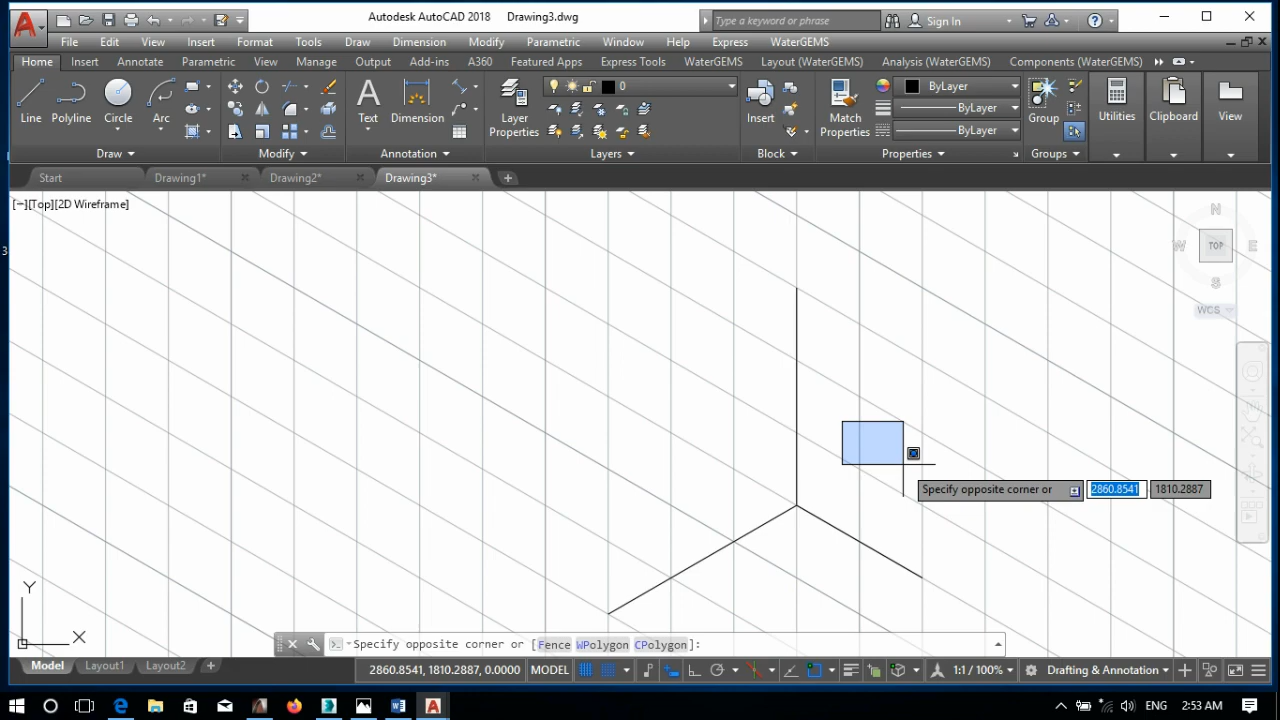 Autodesk AutoCAD 2018 Drawing3.dwg
Type a keyword or phrase
Sign In
File Edit View Insert Format Tools Draw Dimension Modify Parametric Window Help Express WaterGEMS
Home Insert Annotate Parametric View Manage Output Add-ins A360 Featured Apps Express Tools WaterGEMS Layout (WaterGEMS) Analysis (WaterGEMS) Components (WaterGEMS)
0
ByLayer
ByLayer
ByLayer
Line Polyline Circle Arc Text Dimension Layer Properties Insert Match Properties Group Utilities Clipboard View
Draw Modify Annotation Layers Block Properties Groups
Start Drawing1* Drawing2* Drawing3*
[−][Top][2D Wireframe]
N
W TOP E
S
WCS
3
Specify opposite corner or 2860.8541 1810.2887
Y
X
Specify opposite corner or [Fence WPolygon CPolygon]:
Model Layout1 Layout2 +
2860.8541, 1810.2887, 0.0000 MODEL 1:1 / 100% Drafting & Annotation
ENG 2:53 AM